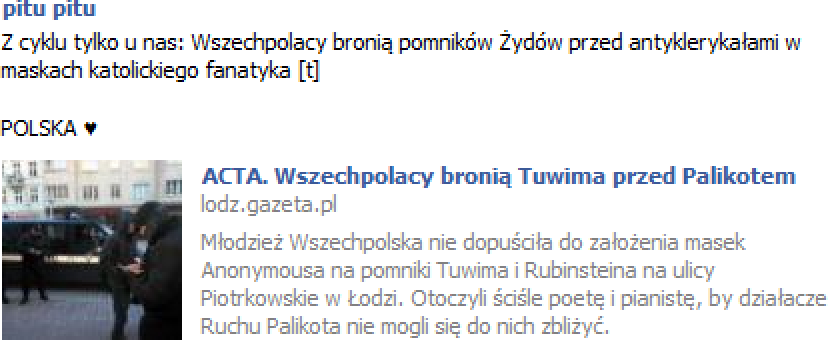 pitu pitu
Z cyklu tylko u nas: Wszechpolacy bronią pomników Żydów przed antyklerykałami w
maskach katolickiego fanatyka [t]
POLSKA ♥
ACTA. Wszechpolacy bronią Tuwima przed Palikotem
lodz.gazeta.pl
Młodzież Wszechpolska nie dopuściła do założenia masek
Anonymousa na pomniki Tuwima i Rubinsteina na ulicy
Piotrkowskie w Łodzi. Otoczyli ściśle poetę i pianistę, by działacze
Ruchu Palikota nie mogli się do nich zbliżyć.